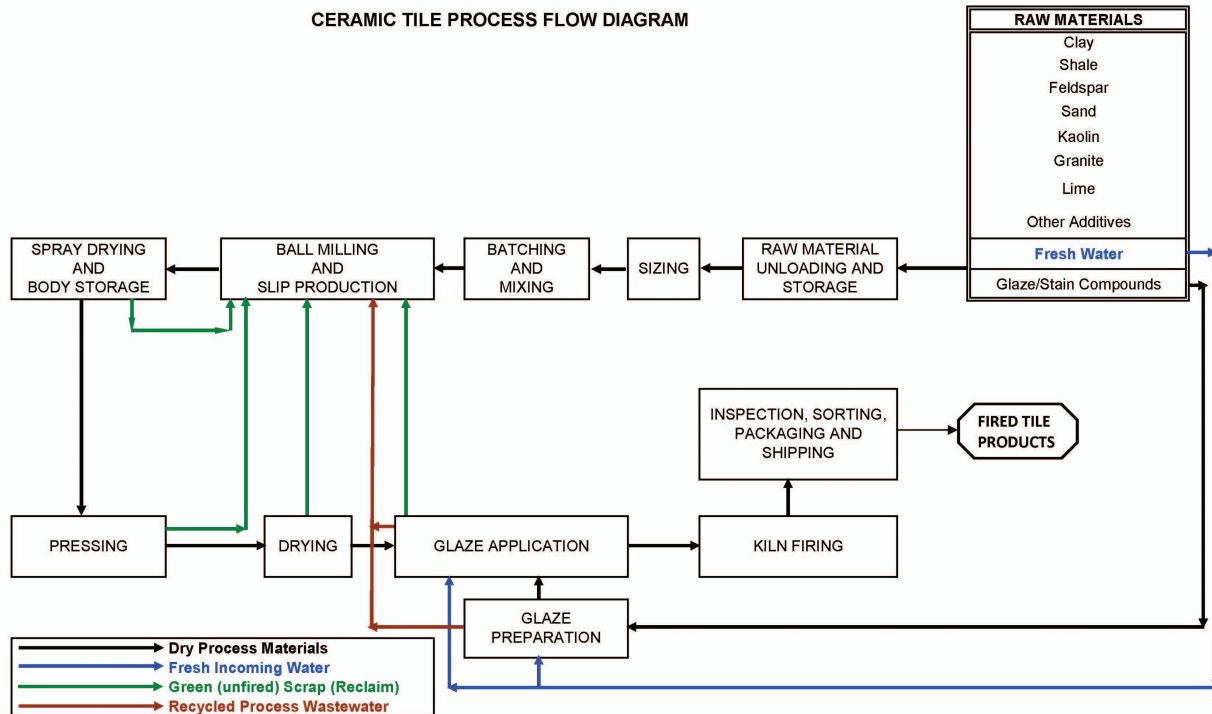 CERAMIC TILE PROCESS FLOW DIAGRAM
RAW MATERIALS
Clay
Shale
Feldspar
Sand
Kaolin
Granite
Lime
Other Additives
Fresh Water
Glaze/Stain Compounds
SPRAY DRYING
AND
BODY STORAGE
BALL MILLING
AND
SLIP PRODUCTION
BATCHING
AND
MIXING
SIZING
RAW MATERIAL
UNLOADING AND
STORAGE
INSPECTION, SORTING,
PACKAGING AND
SHIPPING
FIRED TILE
PRODUCTS
PRESSING
DRYING
GLAZE APPLICATION
KILN FIRING
GLAZE
PREPARATION
Dry Process Materials
Fresh Incoming Water
Green (unfired) Scrap (Reclaim)
Recycled Process Wastewater